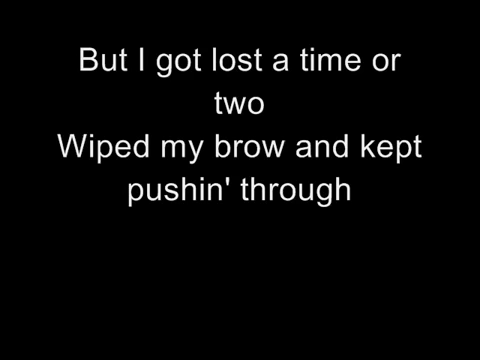 But I got lost a time or
two
Wiped my brow and kept
pushin' through